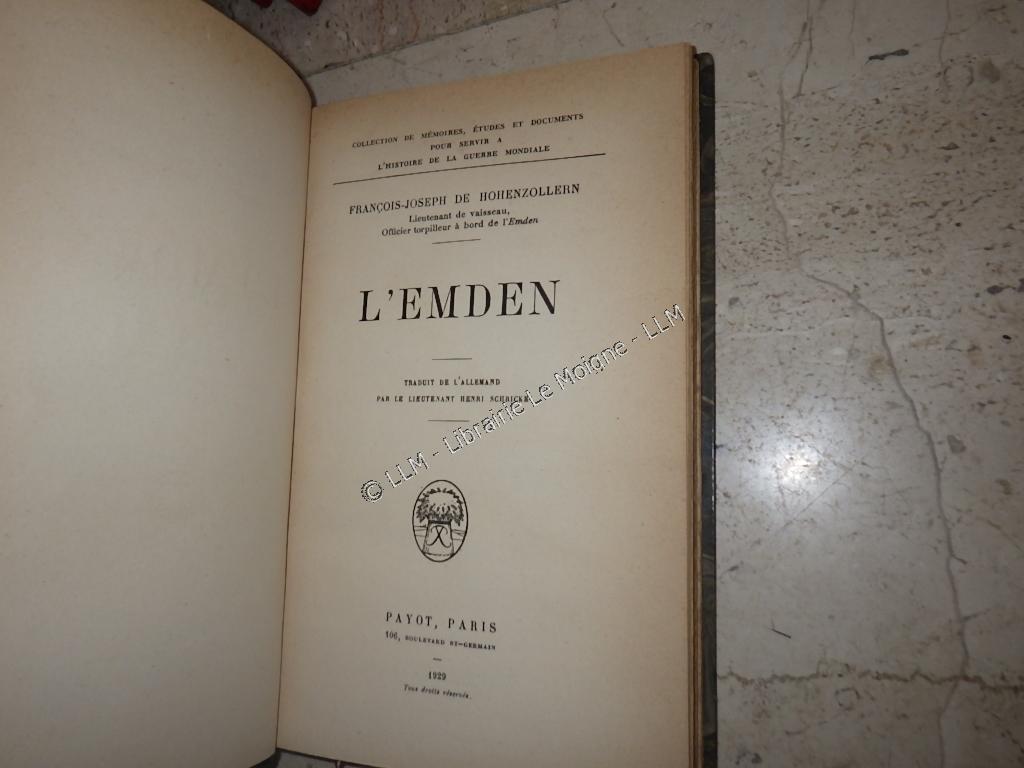 COLLECTION DE MÉMOIRES, ÉTUDES ET DOCUMENTS
POUR SERVIR A
L'HISTOIRE DE LA GUERRE MONDIALE
FRANÇOIS-JOSEPH DE HOHENZOLLERN
Lieutenant de vaisseau,
Officier torpilleur à bord de l'Emden
L'EMDEN
TRADUIT DE L'ALLEMAND
PAR LE LIEUTENANT HENRI
PAYOT, PARIS
106, BOULEVARD ST-GERMAIN
1929
Tous droits réservés.
© LLM - Librairie Le Moigne - LLM